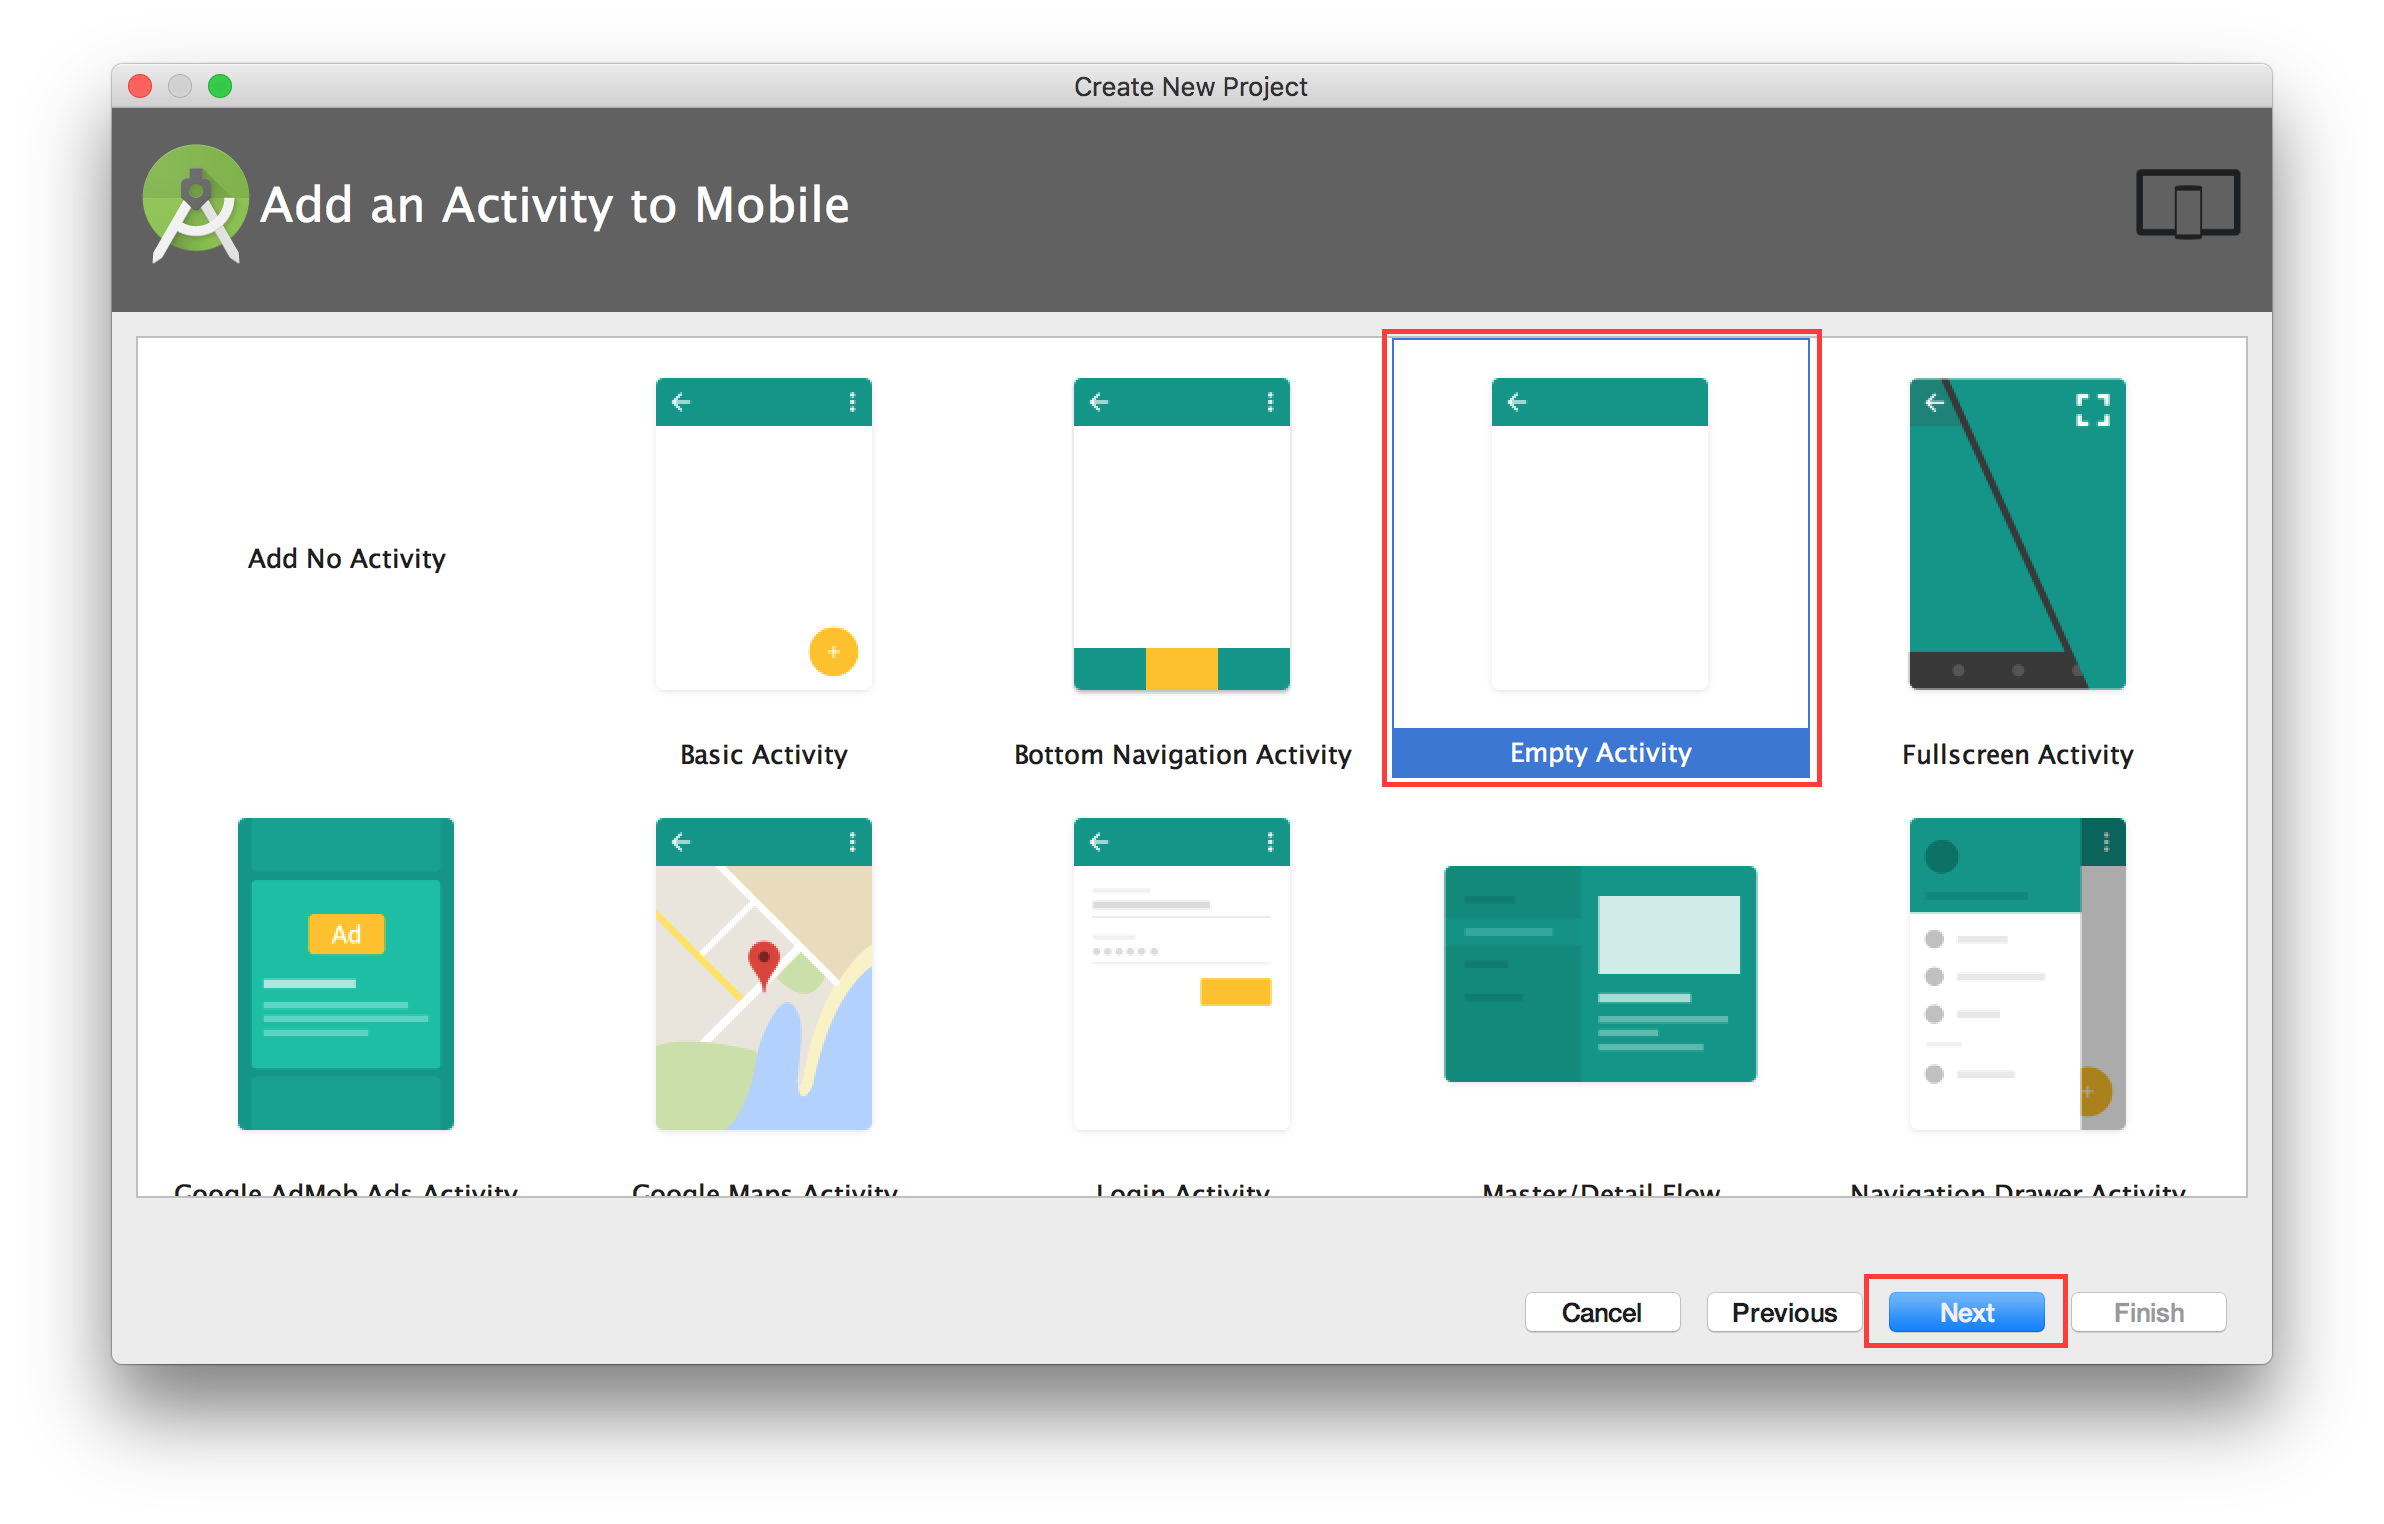 Create New Project
Add an Activity to Mobile
Add No Activity
Basic Activity
Bottom Navigation Activity
Empty Activity
Fullscreen Activity
Ad
Google AdMob Ads Activity
Google Maps Activity
Login Activity
Master/Detail Flow
Navigation Drawer Activity
Cancel
Previous
Next
Finish